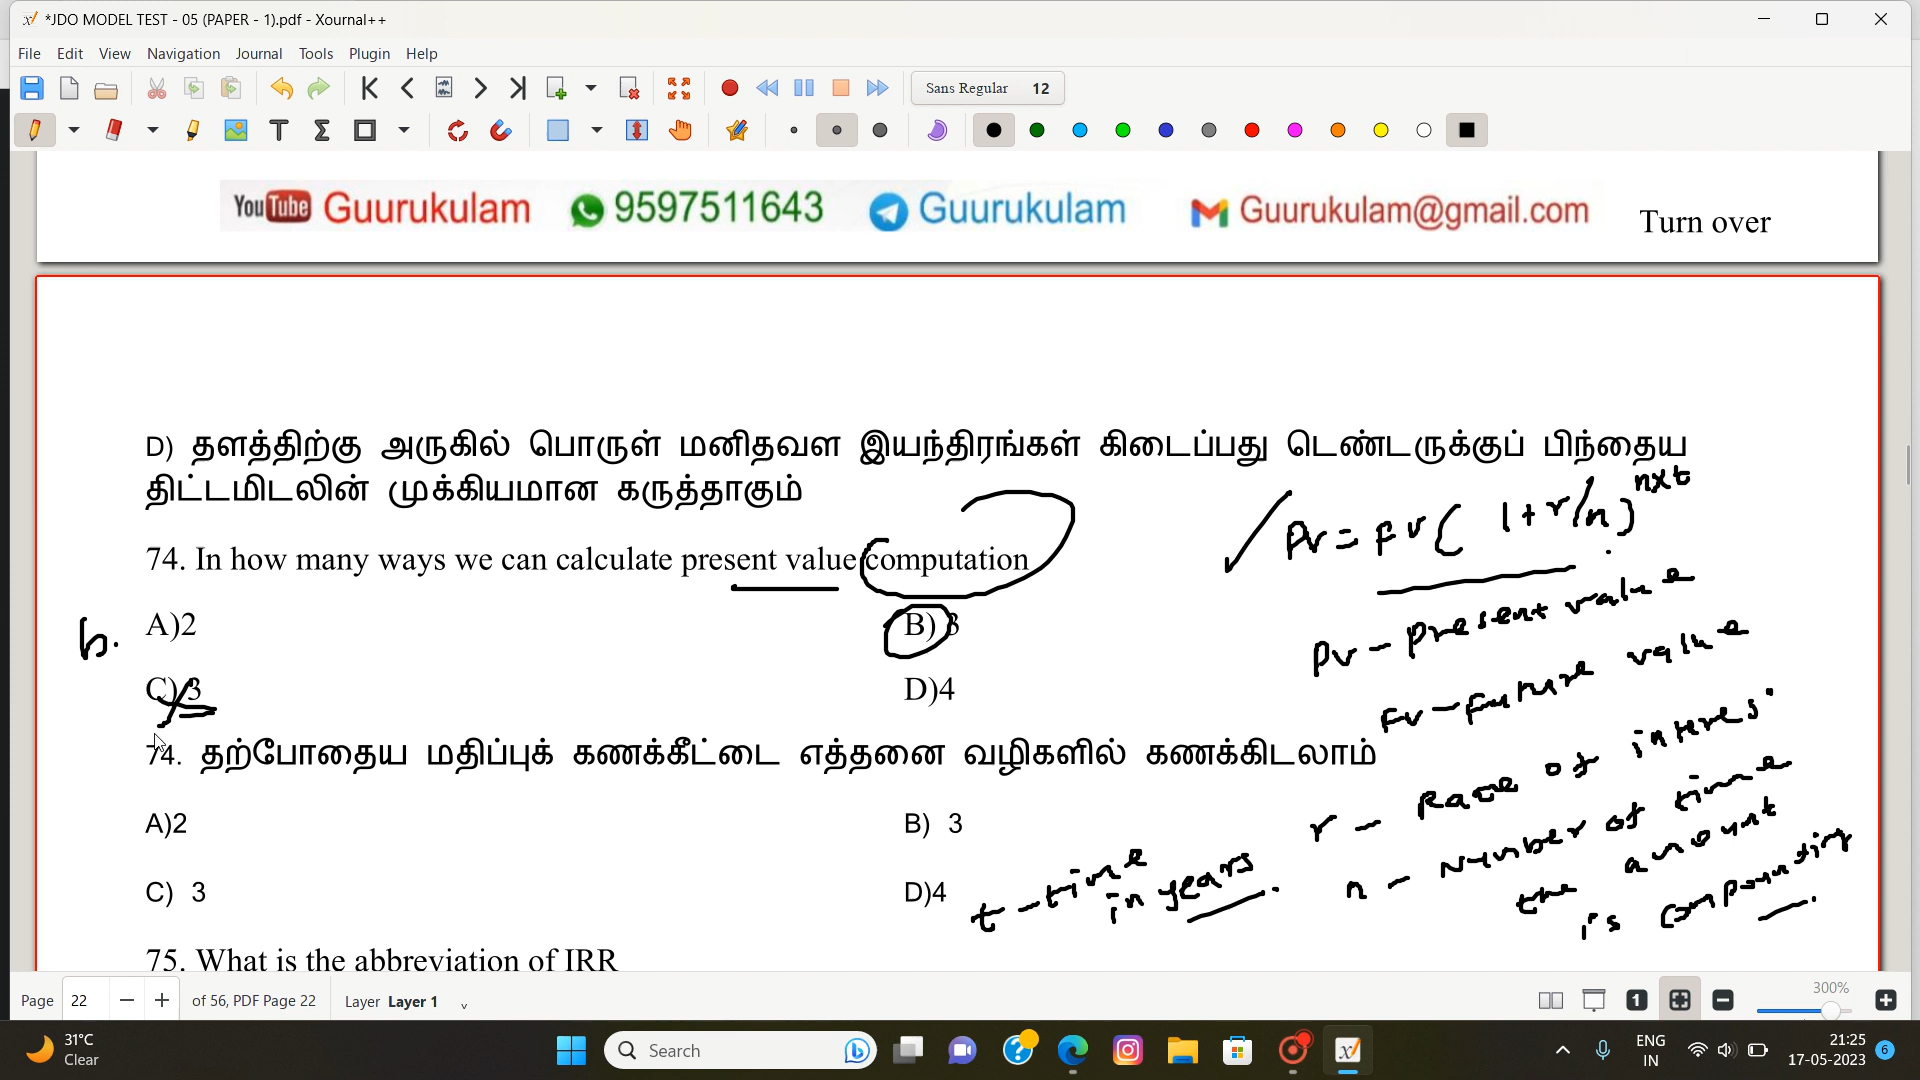 *JDO MODEL TEST - 05 (PAPER - 1).pdf - Xournal++
File Edit View Navigation Journal Tools Plugin Help
Sans Regular 12
YouTube Guurukulam 9597511643 Guurukulam Guurukulam@gmail.com Turn over
D) தளத்திற்கு அருகில் பொருள் மனிதவள இயந்திரங்கள் கிடைப்பது டெண்டருக்குப் பிந்தைய
திட்டமிடலின் முக்கியமான கருத்தாகும்
PV = FV ( 1 + r/n )^n×t
74. In how many ways we can calculate present value computation
PV - Present value
b. A)2 B) 3
FV - Future value
C) 3 D)4
r - Rate of interes
74. தற்போதைய மதிப்புக் கணக்கீட்டை எத்தனை வழிகளில் கணக்கிடலாம்
n - Number of time
the amount
is compounting
A)2 B) 3
t - time
in years
C) 3 D)4
75. What is the abbreviation of IRR
Page 22 of 56, PDF Page 22 Layer Layer 1 300%
31°C
Clear
Search
ENG
IN
21:25
17-05-2023
6